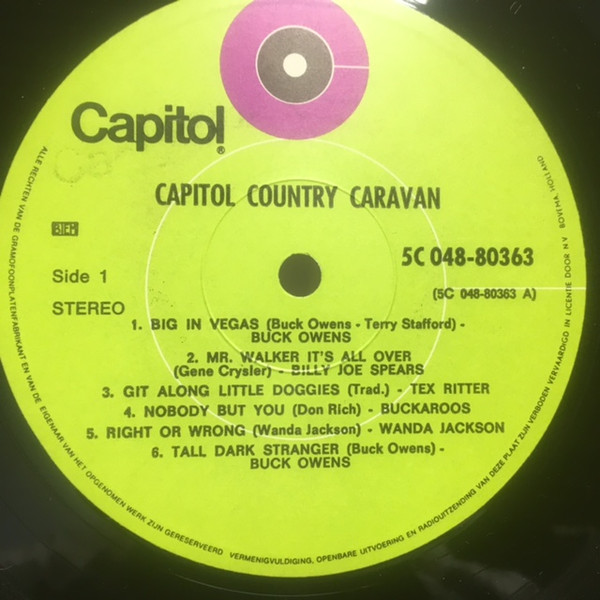 Capitol®
CAPITOL COUNTRY CARAVAN
BIEM
5C 048-80363
Side 1
(5C 048-80363 A)
STEREO
1. BIG IN VEGAS (Buck Owens - Terry Stafford) -
BUCK OWENS
2. MR. WALKER IT'S ALL OVER
(Gene Crysler) - BILLY JOE SPEARS
3. GIT ALONG LITTLE DOGGIES (Trad.) - TEX RITTER
4. NOBODY BUT YOU (Don Rich) - BUCKAROOS
5. RIGHT OR WRONG (Wanda Jackson) - WANDA JACKSON
6. TALL DARK STRANGER (Buck Owens) -
BUCK OWENS
ALLE RECHTEN VAN DE GRAMOFOONPLATENFABRIKANT EN VAN DE EIGENAAR VAN HET OPGENOMEN WERK ZIJN GERESERVEERD VERMENIGVULDIGING, OPENBARE UITVOERING EN RADIOUITZENDING VAN DEZE PLAAT ZIJN VERBODEN VERVAARDIGD IN LICENTIE DOOR N V BOVEMA, HOLLAND